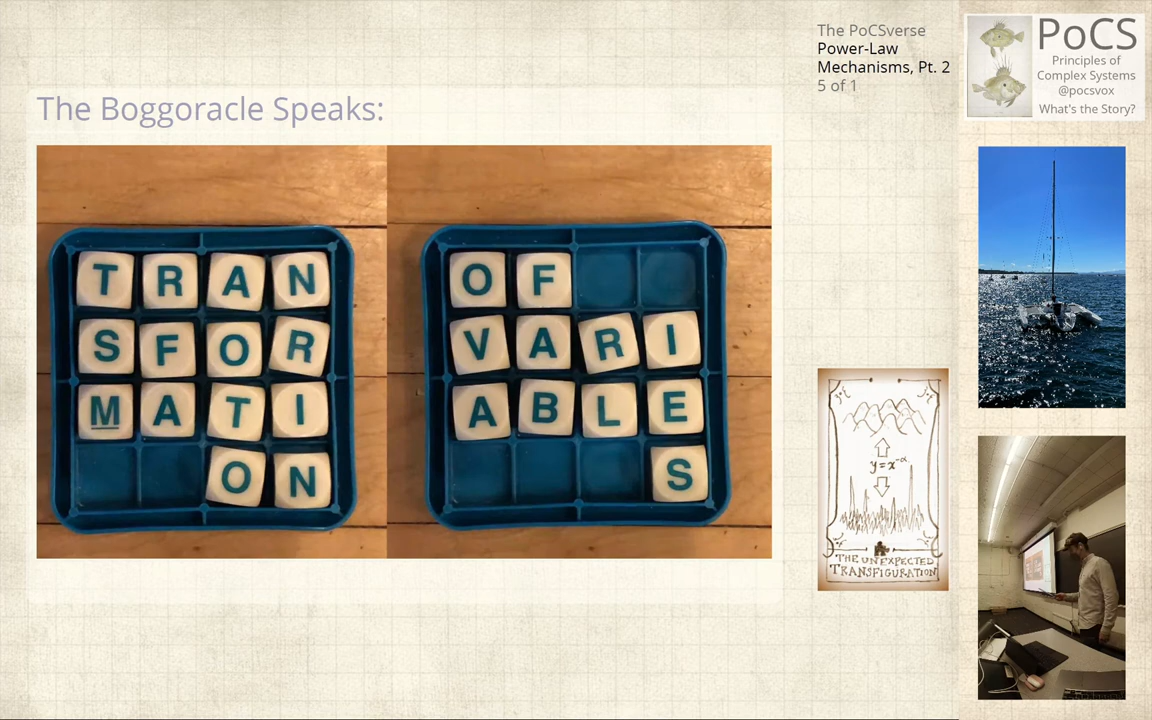 The Boggoracle Speaks:
TRAN
SFOR
MATI
ON
OF
VARI
ABLES
S
The PoCSverse
Power-Law
Mechanisms, Pt. 2
5 of 1
y=x^-α
THE UNEXPECTED
TRANSFIGURATION
PoCS
Principles of
Complex Systems
@pocsvox
What's the Story?